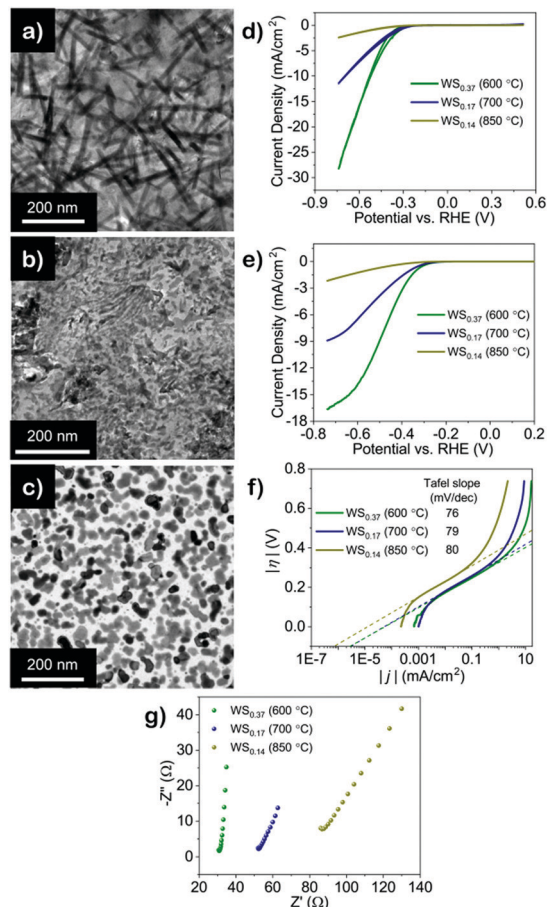 a)
200 nm
b)
200 nm
c)
200 nm
d)
0
-5
-10
-15
-20
-25
-30
Current Density (mA/cm²)
WS0.37 (600 °C)
WS0.17 (700 °C)
WS0.14 (850 °C)
-0.9 -0.6 -0.3 0.0 0.3 0.6
Potential vs. RHE (V)
e)
0
-3
-6
-9
-12
-15
-18
Current Density (mA/cm²)
WS0.37 (600 °C)
WS0.17 (700 °C)
WS0.14 (850 °C)
-0.8 -0.6 -0.4 -0.2 0.0 0.2
Potential vs. RHE (V)
f)
0.8
0.6
0.4
0.2
0.0
|η| (V)
Tafel slope
(mV/dec)
WS0.37 (600 °C) 76
WS0.17 (700 °C) 79
WS0.14 (850 °C) 80
1E-7 1E-5 0.001 0.1 10
|j| (mA/cm²)
g)
40
30
20
10
0
-Z'' (Ω)
WS0.37 (600 °C)
WS0.17 (700 °C)
WS0.14 (850 °C)
20 40 60 80 100 120 140
Z' (Ω)